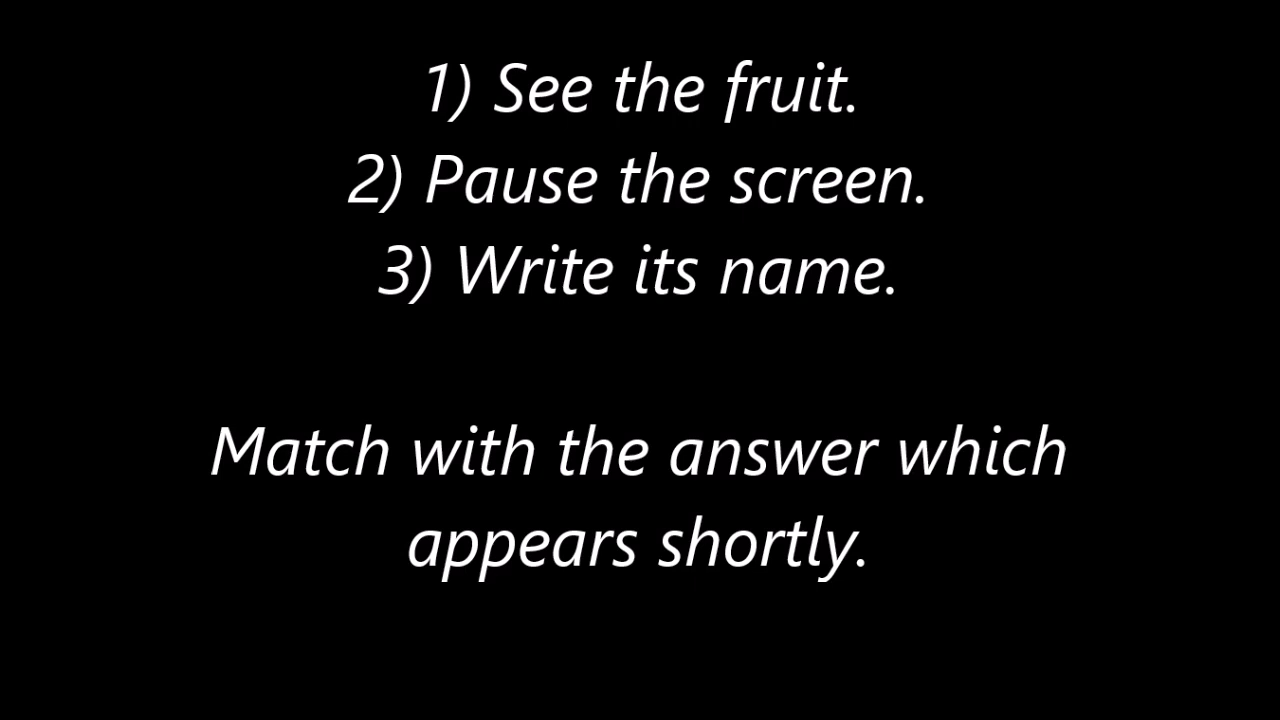 1) See the fruit.
2) Pause the screen.
3) Write its name.
Match with the answer which
appears shortly.